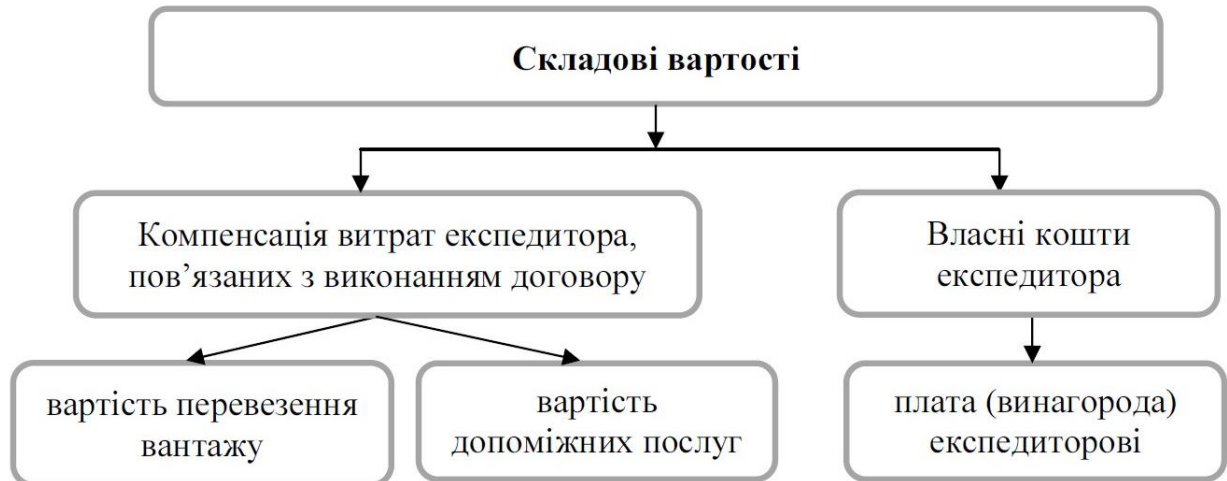 Складові вартості
Компенсація витрат експедитора,
пов’язаних з виконанням договору
Власні кошти
експедитора
вартість перевезення
вантажу
вартість
допоміжних послуг
плата (винагорода)
експедиторові